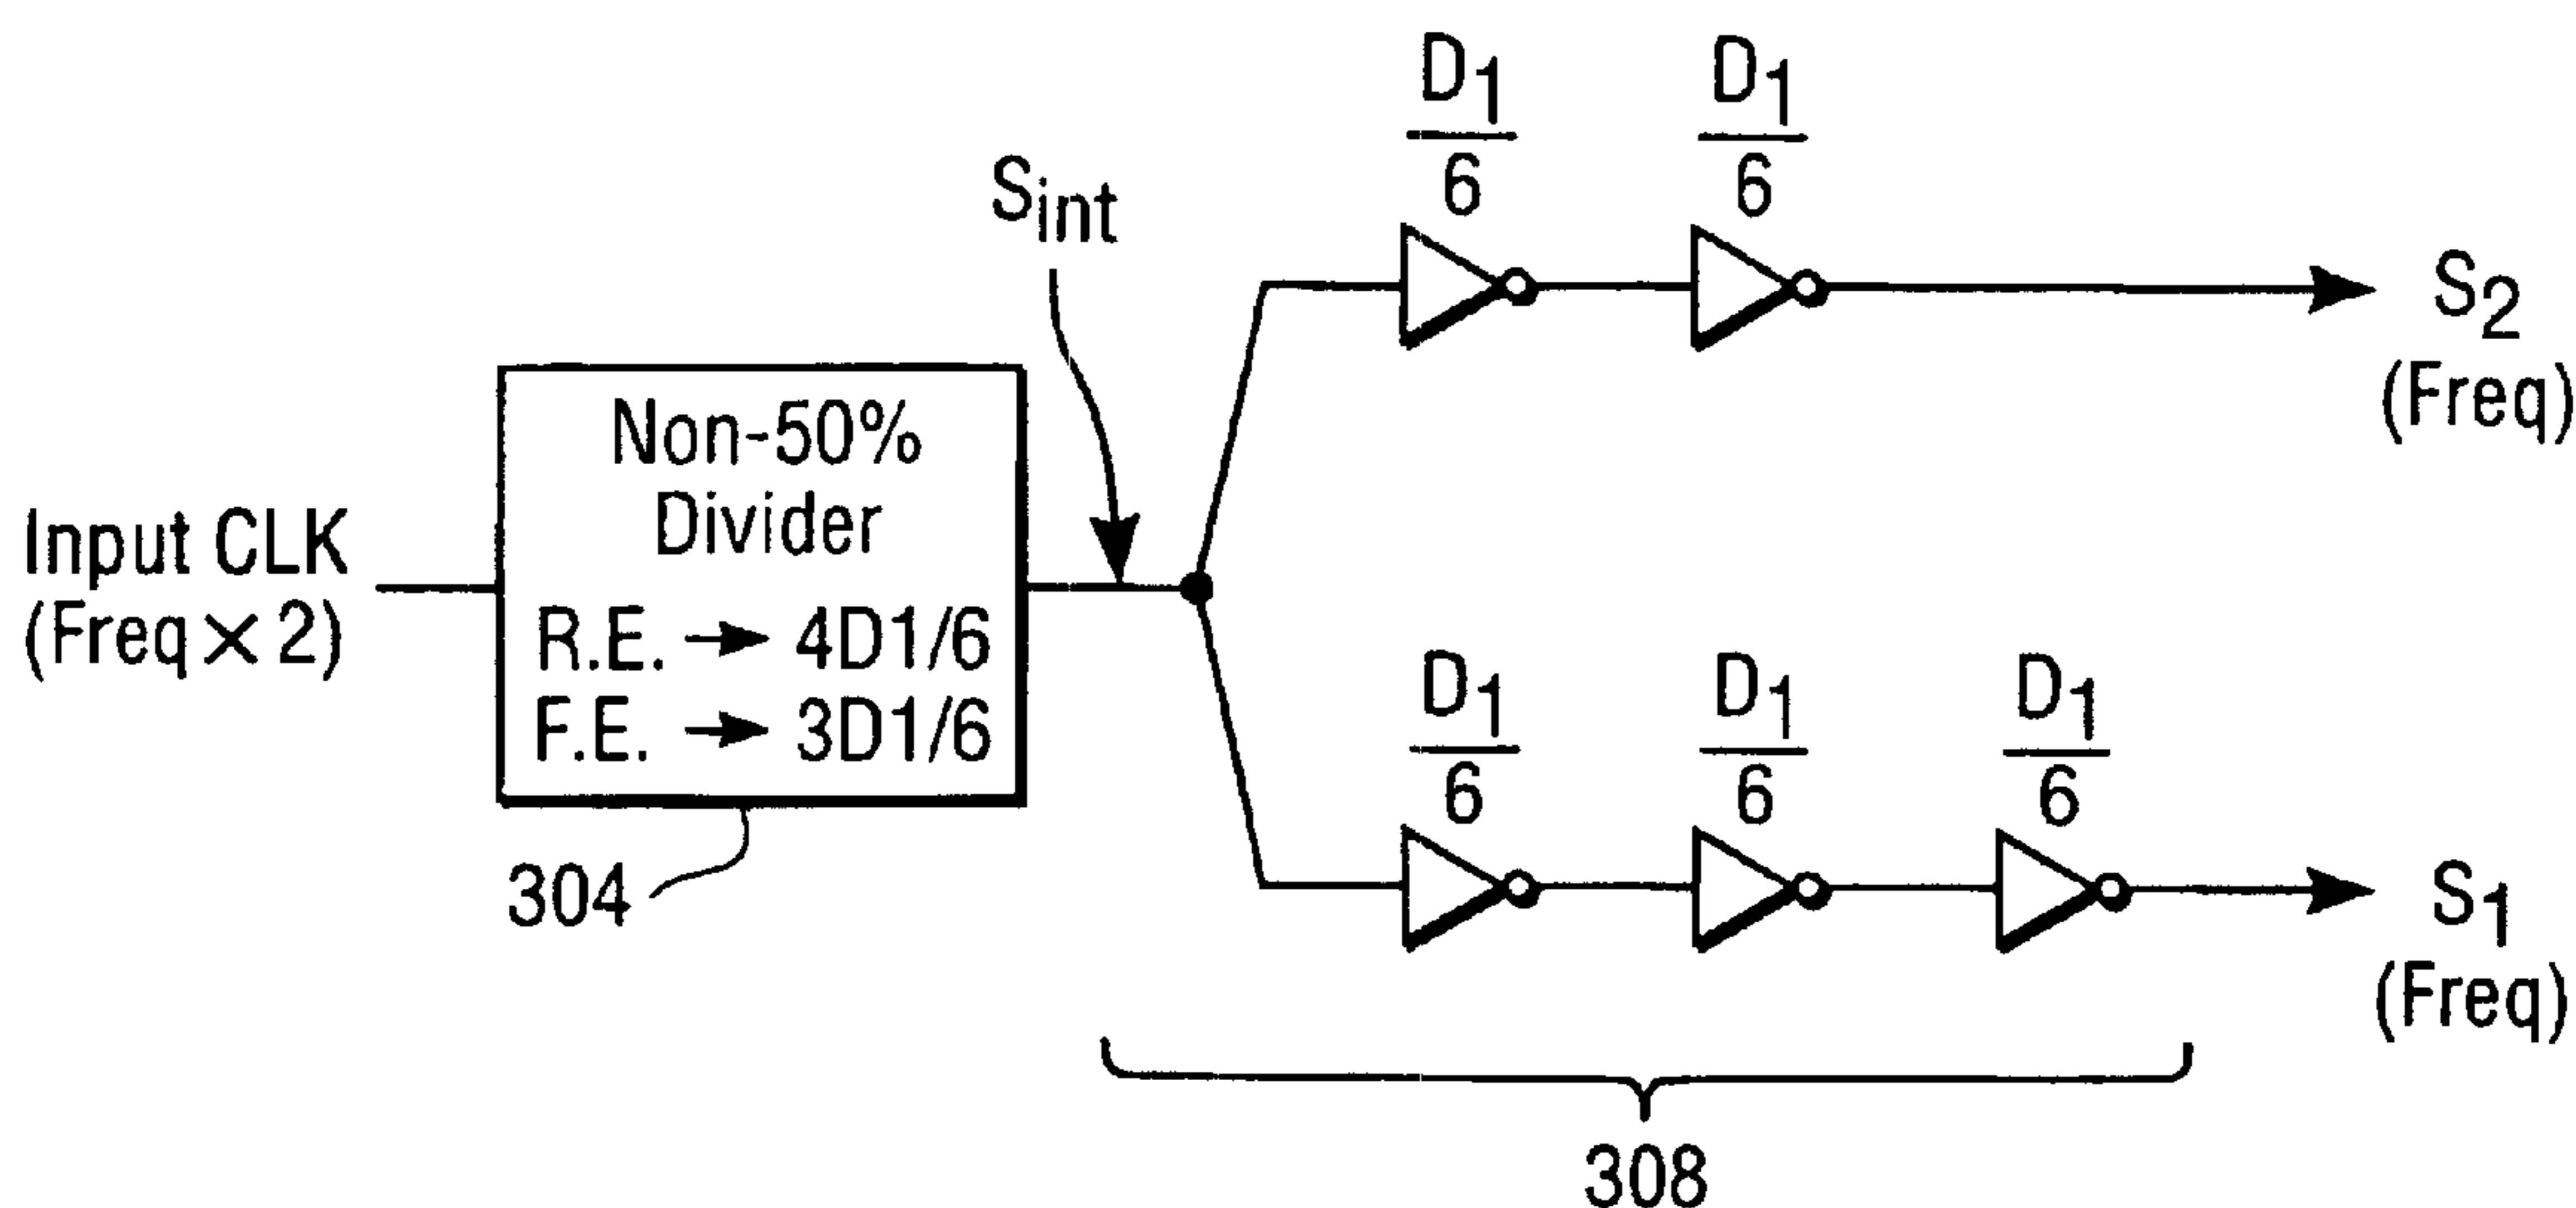 D1/6 D1/6
Sint
S2
(Freq)
Input CLK
(Freq × 2)
Non-50%
Divider
R.E. → 4D1/6
F.E. → 3D1/6
304
D1/6 D1/6 D1/6
S1
(Freq)
308